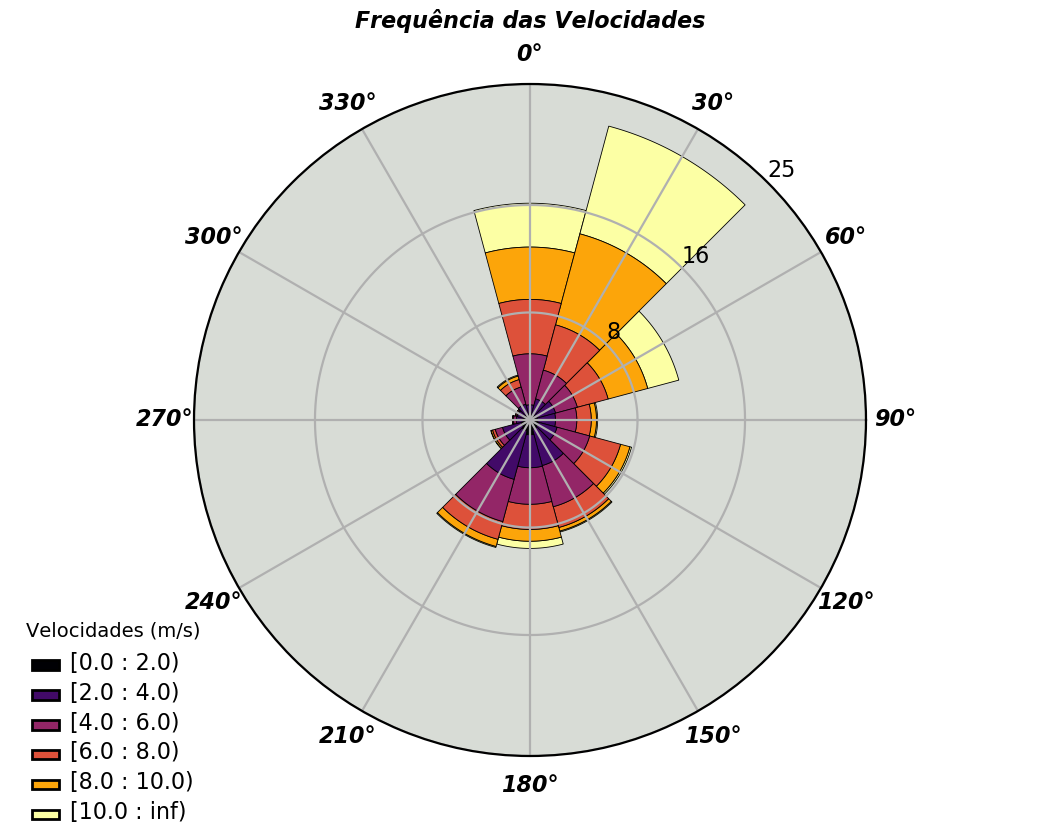 Frequência das Velocidades
0°
330°
30°
25
300°
60°
16
8
270°
90°
240°
120°
210°
150°
180°
Velocidades (m/s)
[0.0 : 2.0)
[2.0 : 4.0)
[4.0 : 6.0)
[6.0 : 8.0)
[8.0 : 10.0)
[10.0 : inf)